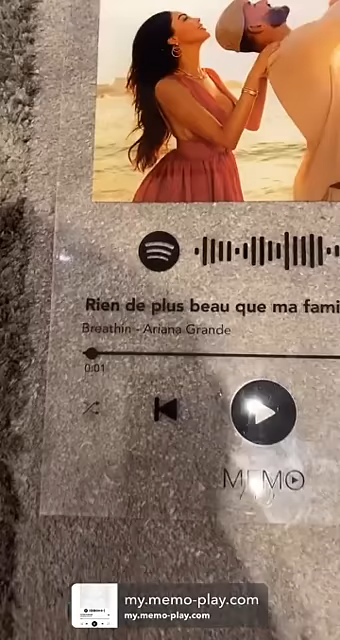 Rien de plus beau que ma fami
Breathin - Ariana Grande
0:01
MEMO
my.memo-play.com
my.memo-play.com